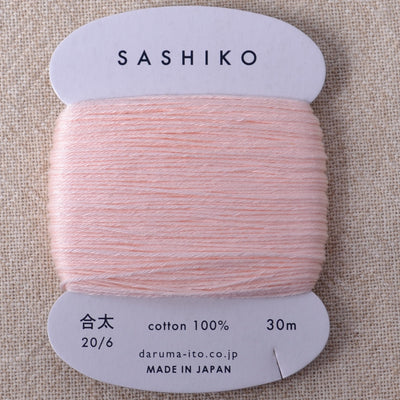 SASHIKO
合太 cotton 100% 30m
20/6
daruma-ito.co.jp
MADE IN JAPAN